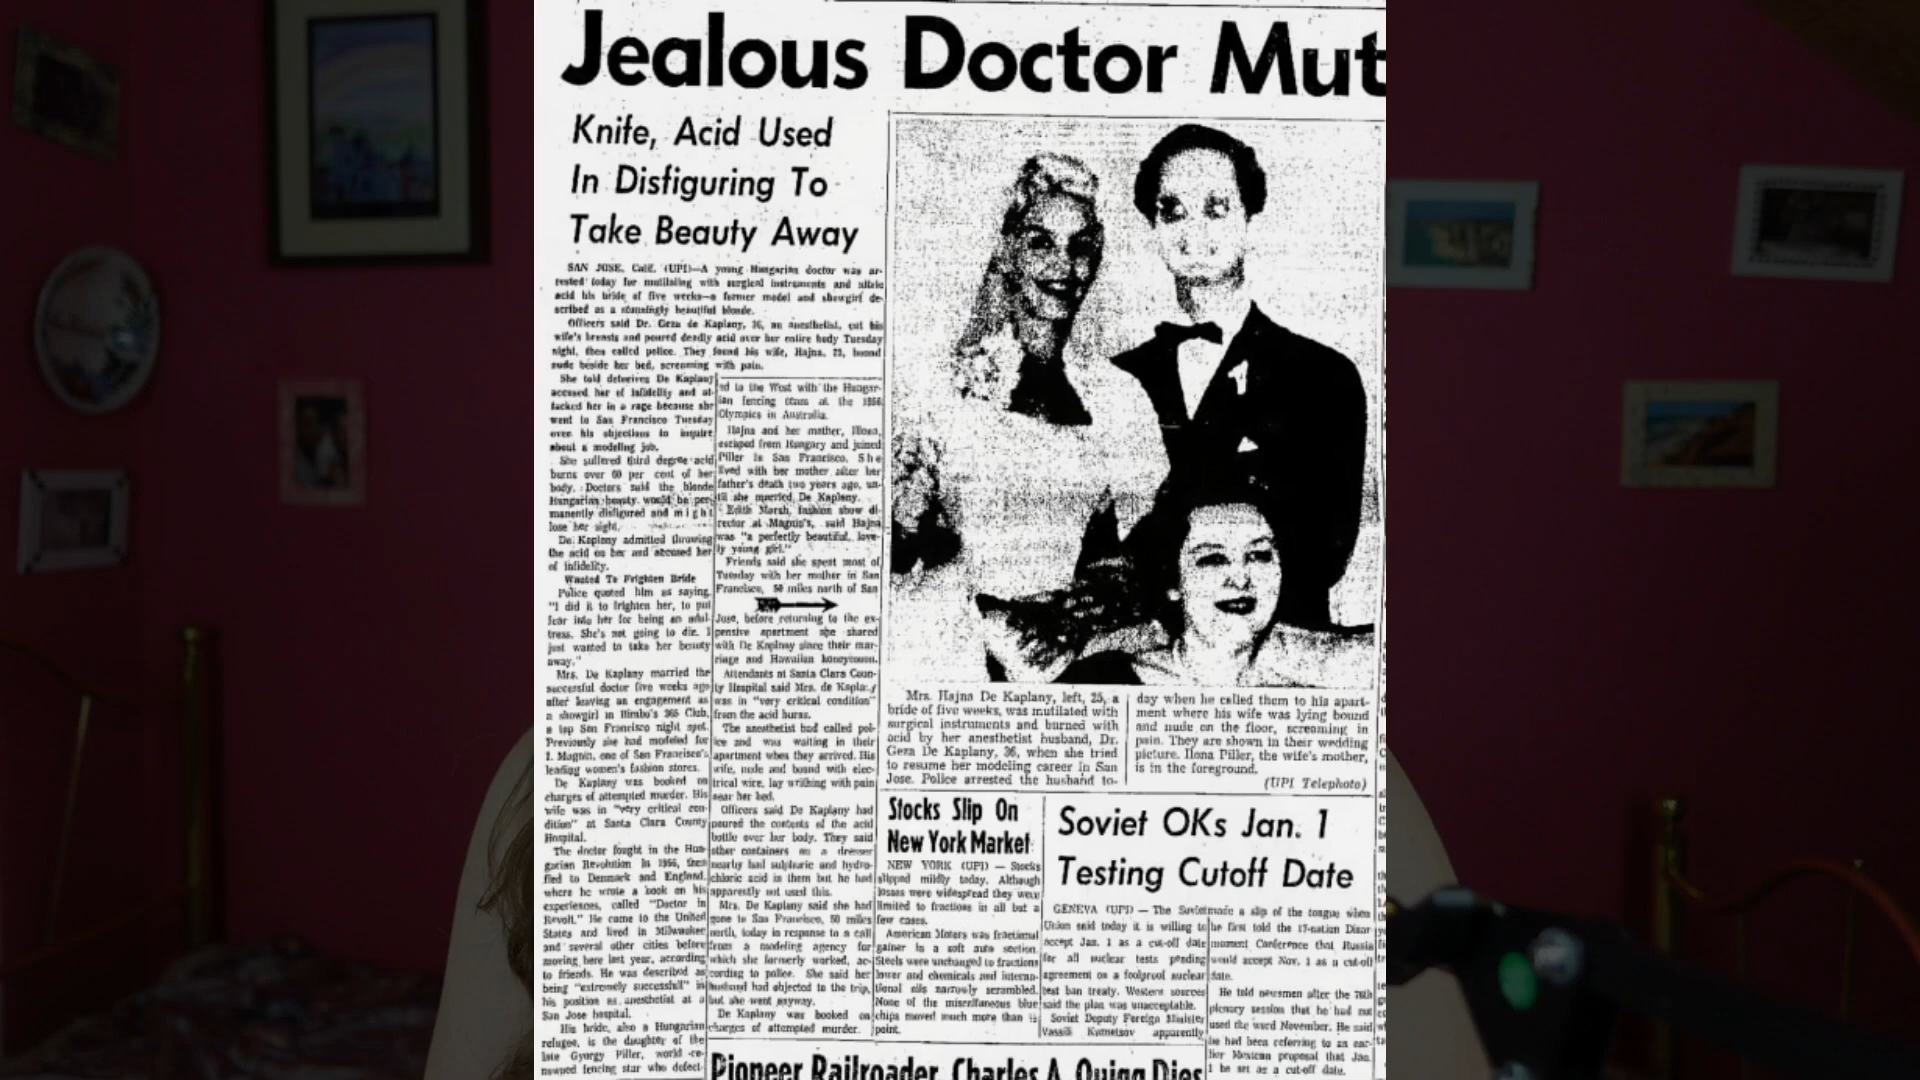 Jealous Doctor Mut
Knife, Acid Used
In Disfiguring To
Take Beauty Away
SAN JOSE, Calif. (UPI)—A young Hungarian doctor was ar-
rested today for mutilating with surgical instruments and nitric
acid his bride of five weeks—a former model and showgirl de-
scribed as a stunningly beautiful blonde.
Officers said Dr. Geza de Kaplany, 36, an anesthetist, cut his
wife's breasts and poured deadly acid over her entire body Tuesday
night, then called police. They found his wife, Hajna, 25, bound
nude beside her bed, screaming with pain.
She told detectives De Kaplany
accused her of infidelity and at-
tacked her in a rage because she
went to San Francisco Tuesday
over his objections to inquire
about a modeling job.
She suffered third degree acid
burns over 60 per cent of her
body. Doctors said the blonde
Hungarian beauty would be per-
manently disfigured and might
lose her sight.
De Kaplany admitted throwing
the acid on her and accused her
of infidelity.
Wanted To Frighten Bride
Police quoted him as saying,
"I did it to frighten her, to put
fear into her for being an adul-
tress. She's not going to die. I
just wanted to take her beauty
away."
Mrs. De Kaplany married the
successful doctor five weeks ago
after leaving an engagement as
a showgirl in Bimbo's 365 Club,
a top San Francisco night spot.
Previously she had modeled for
I. Magnin, one of San Francisco's
leading women's fashion stores.
De Kaplany was booked on
charges of attempted murder. His
wife was in "very critical con-
dition" at Santa Clara County
Hospital.
The doctor fought in the Hun-
garian Revolution in 1956, then
fled to Denmark and England,
where he wrote a book on his
experiences, called "Doctor in
Revolt." He came to the United
States and lived in Milwaukee
and several other cities before
moving here last year, according
to friends. He was described as
being "extremely successful" in
his position as anesthetist at a
San Jose hospital.
His bride, also a Hungarian
refugee, is the daughter of the
late Gyorgy Piller, world re-
nowned fencing star who defect-
ed to the West with the Hungar-
ian fencing team at the 1956
Olympics in Australia.
Hajna and her mother, Illona,
escaped from Hungary and joined
Piller in San Francisco. She
lived with her mother after her
father's death two years ago, un-
til she married De Kaplany.
Edith Marsh, fashion show di-
rector at Magnin's, said Hajna
was "a perfectly beautiful, love-
ly young girl."
Friends said she spent most of
Tuesday with her mother in San
Francisco, 50 miles north of San
Jose, before returning to the ex-
pensive apartment she shared
with De Kaplany since their mar-
riage and Hawaiian honeymoon.
Attendants at Santa Clara Coun-
ty Hospital said Mrs. de Kaplany
was in "very critical condition"
from the acid burns.
The anesthetist had called pol-
ice and was waiting in their
apartment when they arrived. His
wife, nude and bound with elec-
trical wire, lay writhing with pain
near her bed.
Officers said De Kaplany had
poured the contents of the acid
bottle over her body. They said
other containers on a dresser
nearby had sulphuric and hydro-
chloric acid in them but he had
apparently not used this.
Mrs. De Kaplany said she had
gone to San Francisco, 50 miles
north, today in response to a call
from a modeling agency for
which she formerly worked, ac-
cording to police. She said her
husband had objected to the trip,
but she went anyway.
De Kaplany was booked on
charges of attempted murder.
Mrs. Hajna De Kaplany, left, 25, a
bride of five weeks, was mutilated with
surgical instruments and burned with
acid by her anesthetist husband, Dr.
Geza De Kaplany, 36, when she tried
to resume her modeling career in San
Jose. Police arrested the husband to-
day when he called them to his apart-
ment where his wife was lying bound
and nude on the floor, screaming in
pain. They are shown in their wedding
picture. Ilona Piller, the wife's mother,
is in the foreground.
(UPI Telephoto)
Stocks Slip On
New York Market
NEW YORK (UPI) — Stocks
slipped mildly today. Although
losses were widespread they were
limited to fractions in all but a
few cases.
American Motors was fractional
gainer in a soft auto section.
Steels were unchanged to fractions
lower and chemicals and interna-
tional oils narrowly scrambled.
None of the miscellaneous blue
chips moved much more than ½
point.
Soviet OKs Jan. 1
Testing Cutoff Date
GENEVA (UPI) — The Soviet
Union said today it is willing to
accept Jan. 1 as a cut-off date
for all nuclear tests pending
agreement on a foolproof nuclear
test ban treaty. Western sources
said the plan was unacceptable.
Soviet Deputy Foreign Minister
Vassili Kuznetsov apparently
made a slip of the tongue when
he first told the 17-nation Disar
mament Conference that Russia
would accept Nov. 1 as a cut-off
date.
He told newsmen after the 76th
plenary session that he had not
used the word November. He said
he had been referring to an ear-
lier Mexican proposal that Jan.
1 be set as a cut-off date.
Pioneer Railroader, Charles A. Quinn Dies